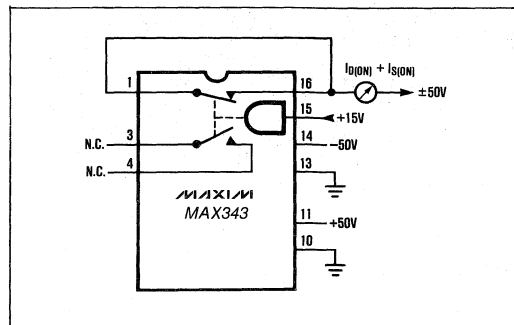 I D(ON) + I S(ON)
1
16
±50V
15
+15V
3
N.C.
14
-50V
4
N.C.
13
MAXIM
MAX343
11
+50V
10